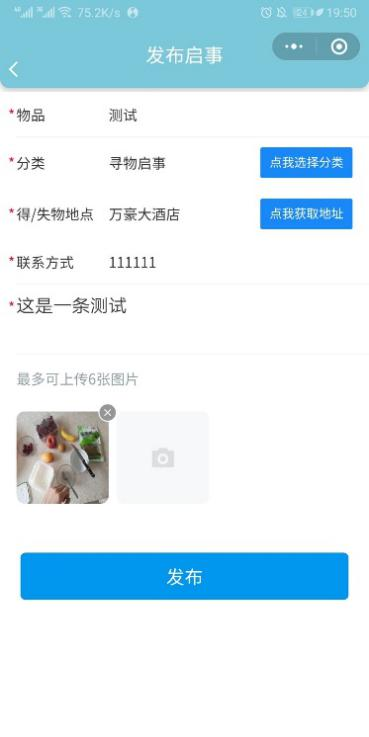 75.2K/s 19:50
发布启事
*物品 测试
*分类 寻物启事 点我选择分类
*得/失物地点 万豪大酒店 点我获取地址
*联系方式 111111
*这是一条测试
最多可上传6张图片
发布